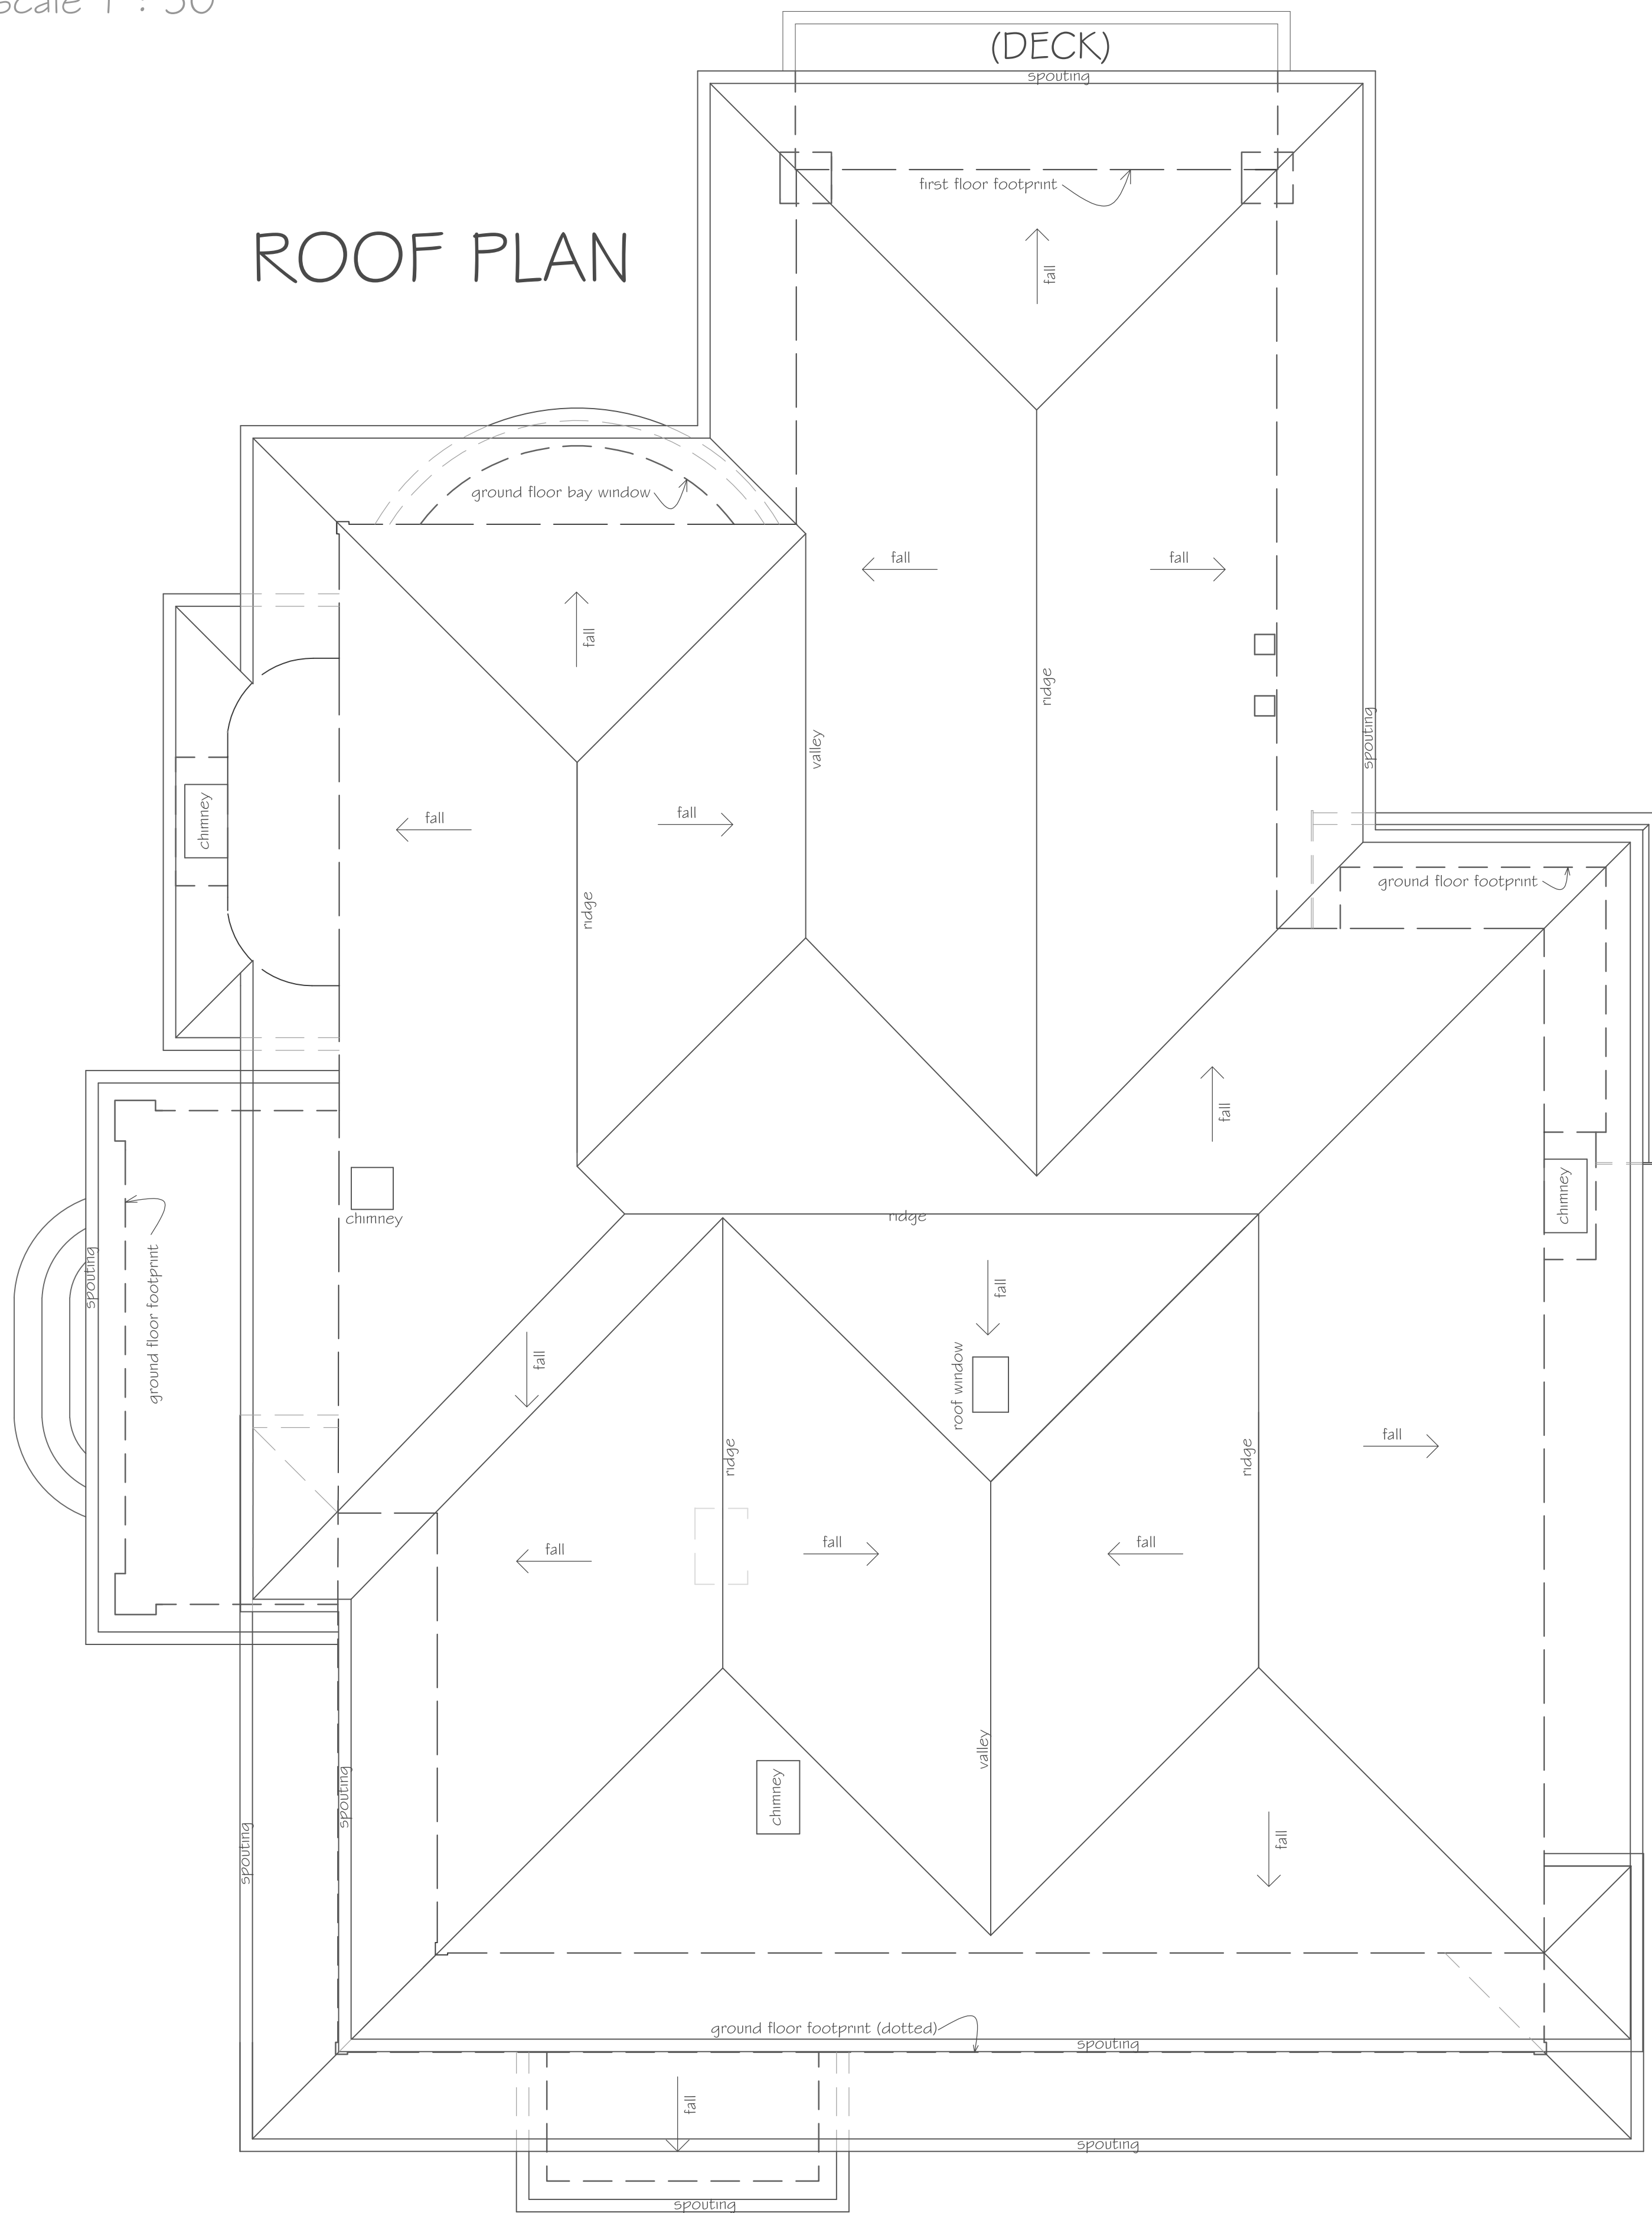 scale 1 : 50
(DECK)
spouting
first floor footprint
ROOF PLAN
fall
ground floor bay window
fall
fall
fall
ridge
spouting
valley
chimney
fall
fall
ground floor footprint
ridge
fall
chimney
chimney
ridge
spouting
ground floor footprint
fall
fall
roof window
ridge
ridge
fall
fall
fall
fall
valley
chimney
spouting
fall
spouting
ground floor footprint (dotted)
spouting
fall
spouting
spouting